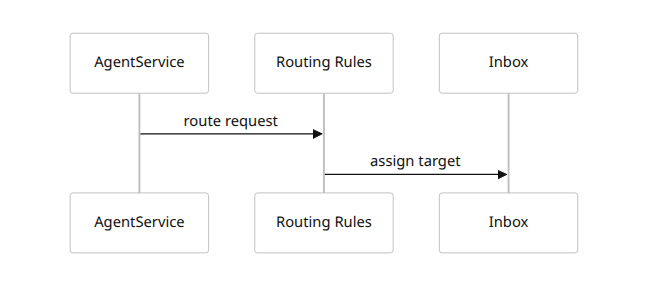 AgentService
Routing Rules
Inbox
route request
assign target
AgentService
Routing Rules
Inbox